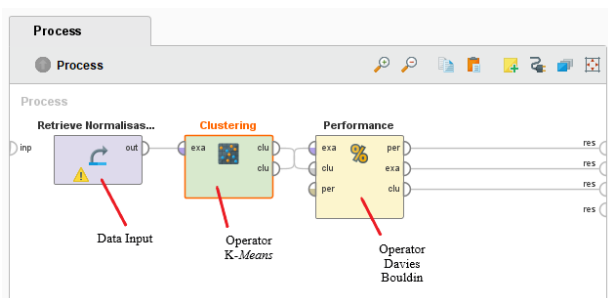 Process
Process
Process
Retrieve Normalisas...
Clustering
Performance
inp
out
exa
clu
clu
exa
clu
per
per
exa
clu
res
res
res
res
Data Input
Operator
K-Means
Operator
Davies
Bouldin